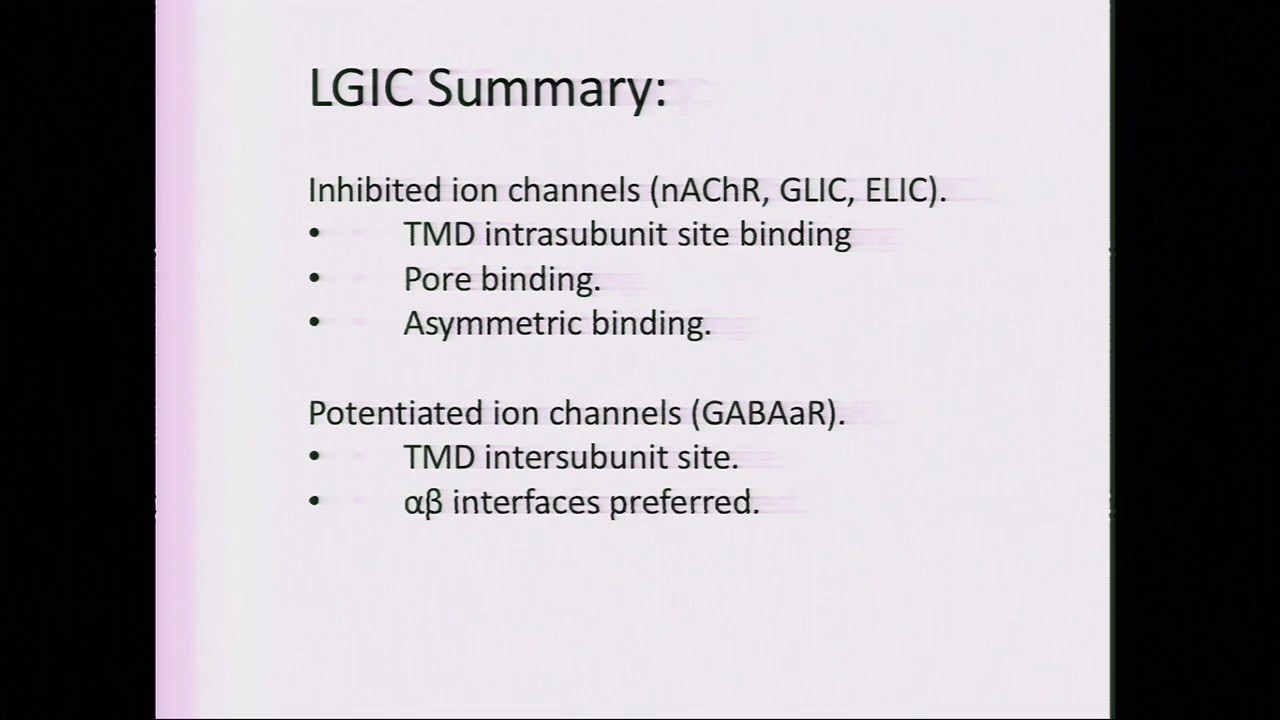 LGIC Summary:
Inhibited ion channels (nAChR, GLIC, ELIC).
• TMD intrasubunit site binding
• Pore binding.
• Asymmetric binding.
Potentiated ion channels (GABAaR).
• TMD intersubunit site.
• αβ interfaces preferred.